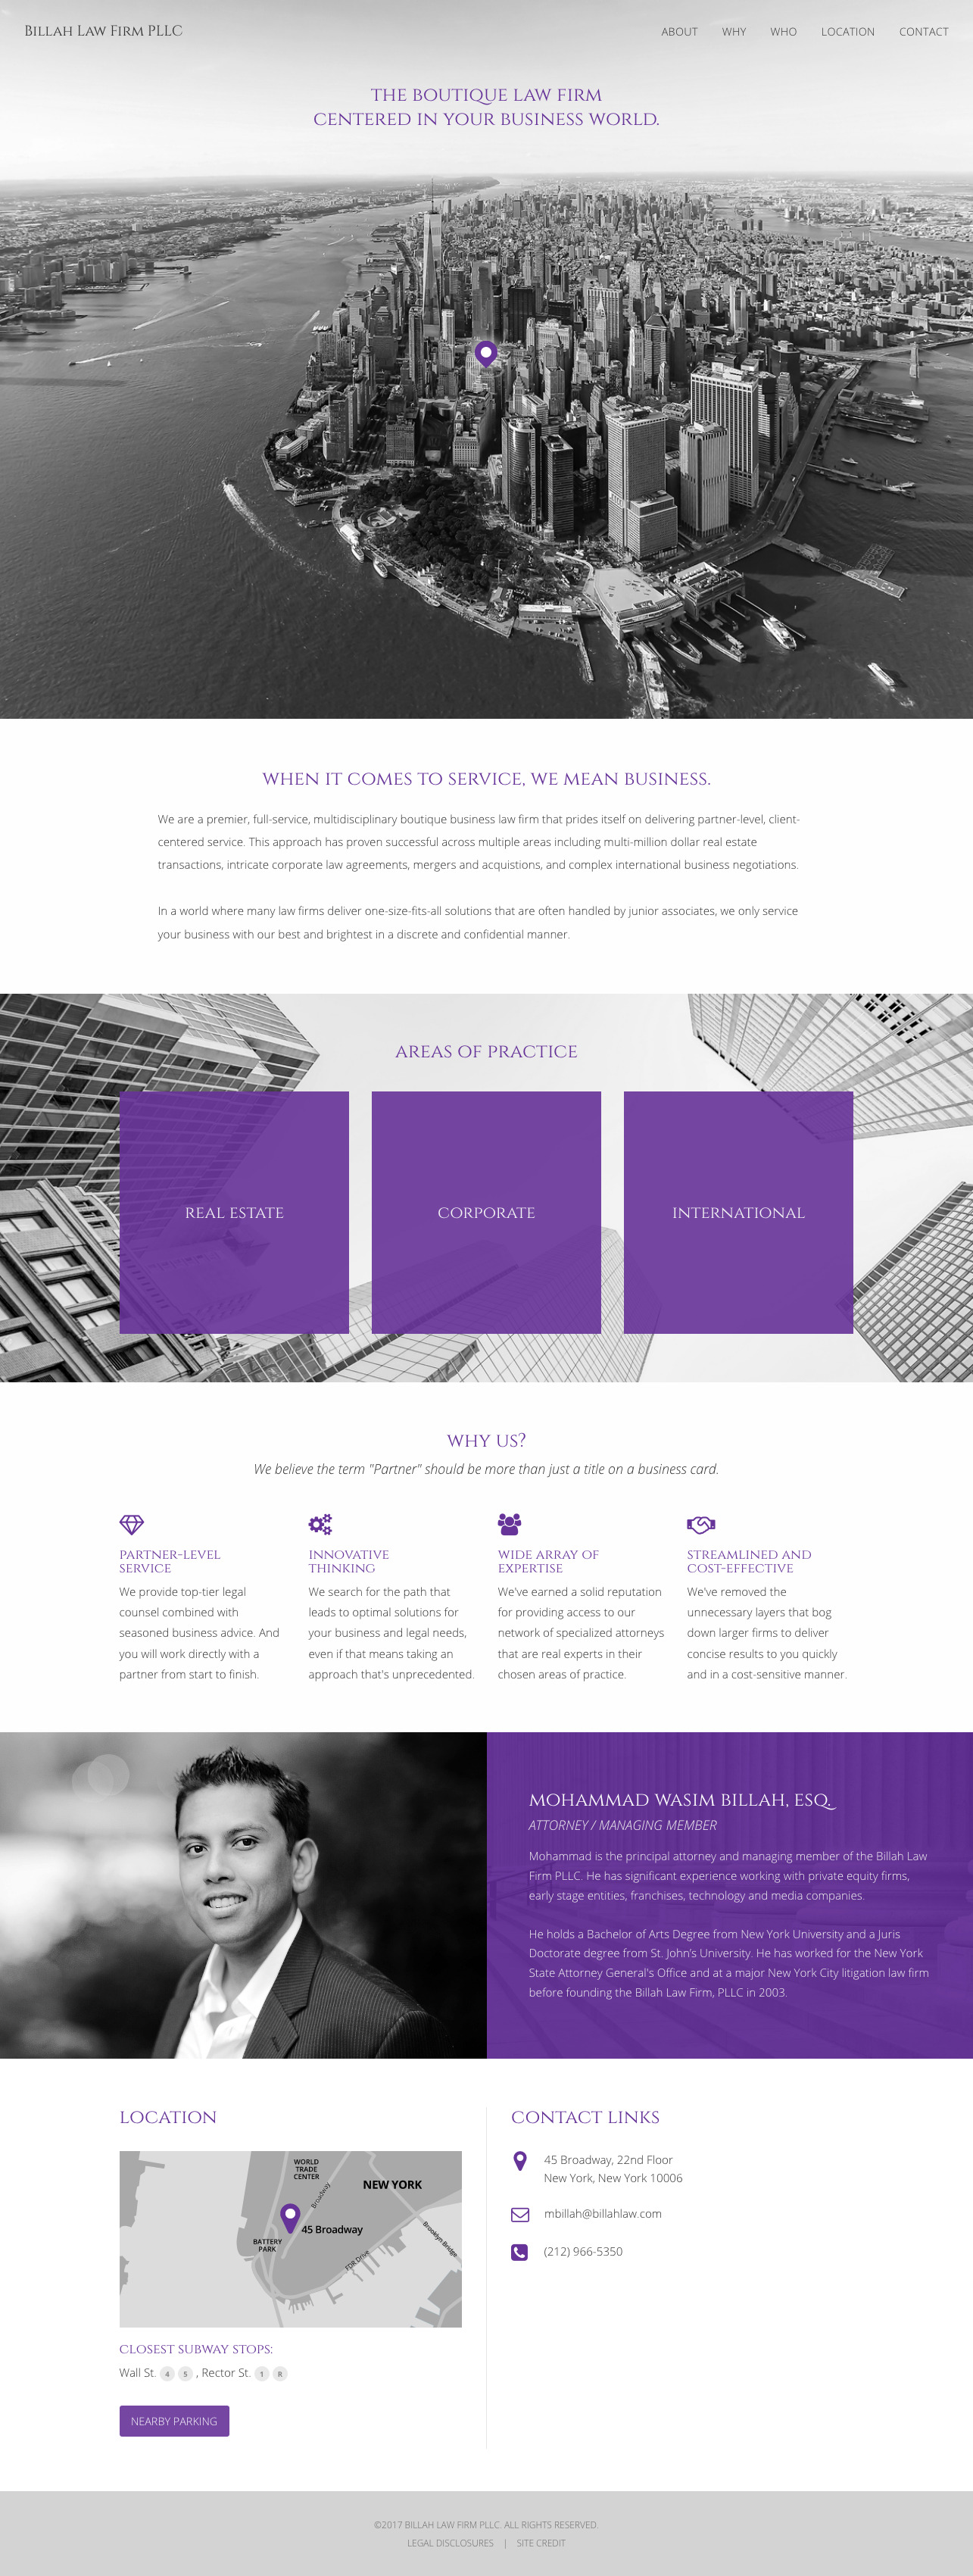 Billah Law Firm PLLC
ABOUT WHY WHO LOCATION CONTACT
THE BOUTIQUE LAW FIRM
CENTERED IN YOUR BUSINESS WORLD.
WHEN IT COMES TO SERVICE, WE MEAN BUSINESS.
We are a premier, full-service, multidisciplinary boutique business law firm that prides itself on delivering partner-level, client-
centered service. This approach has proven successful across multiple areas including multi-million dollar real estate
transactions, intricate corporate law agreements, mergers and acquistions, and complex international business negotiations.
In a world where many law firms deliver one-size-fits-all solutions that are often handled by junior associates, we only service
your business with our best and brightest in a discrete and confidential manner.
AREAS OF PRACTICE
REAL ESTATE
CORPORATE
INTERNATIONAL
WHY US?
We believe the term "Partner" should be more than just a title on a business card.
PARTNER-LEVEL
SERVICE
We provide top-tier legal
counsel combined with
seasoned business advice. And
you will work directly with a
partner from start to finish.
INNOVATIVE
THINKING
We search for the path that
leads to optimal solutions for
your business and legal needs,
even if that means taking an
approach that's unprecedented.
WIDE ARRAY OF
EXPERTISE
We've earned a solid reputation
for providing access to our
network of specialized attorneys
that are real experts in their
chosen areas of practice.
STREAMLINED AND
COST-EFFECTIVE
We've removed the
unnecessary layers that bog
down larger firms to deliver
concise results to you quickly
and in a cost-sensitive manner.
MOHAMMAD WASIM BILLAH, ESQ.
ATTORNEY / MANAGING MEMBER
Mohammad is the principal attorney and managing member of the Billah Law
Firm PLLC. He has significant experience working with private equity firms,
early stage entities, franchises, technology and media companies.
He holds a Bachelor of Arts Degree from New York University and a Juris
Doctorate degree from St. John's University. He has worked for the New York
State Attorney General's Office and at a major New York City litigation law firm
before founding the Billah Law Firm, PLLC in 2003.
LOCATION
WORLD
TRADE
CENTER
NEW YORK
Broadway
45 Broadway
BATTERY
PARK
FDR Drive
Brooklyn Bridge
CLOSEST SUBWAY STOPS:
Wall St. 4 5 , Rector St. 1 R
NEARBY PARKING
CONTACT LINKS
45 Broadway, 22nd Floor
New York, New York 10006
mbillah@billahlaw.com
(212) 966-5350
©2017 BILLAH LAW FIRM PLLC. ALL RIGHTS RESERVED.
LEGAL DISCLOSURES | SITE CREDIT